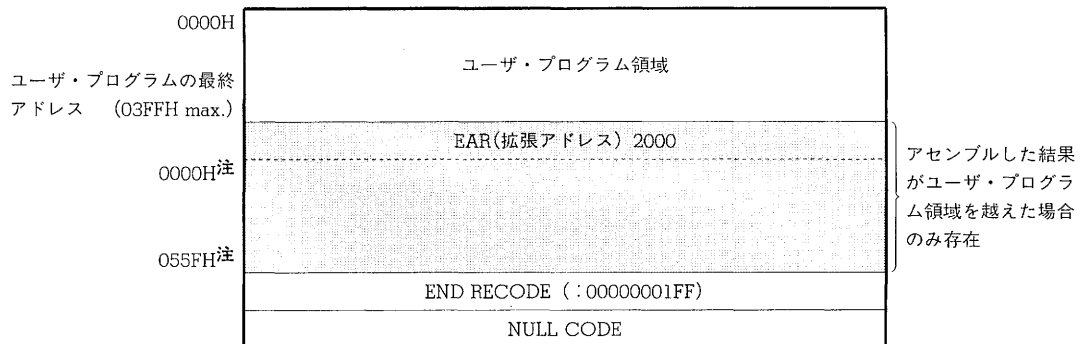 0000H
ユーザ・プログラム領域
ユーザ・プログラムの最終
アドレス (03FFH max.)
EAR(拡張アドレス) 2000
0000H注
アセンブルした結果
がユーザ・プログラ
ム領域を越えた場合
のみ存在
055FH注
END RECODE (:00000001FF)
NULL CODE